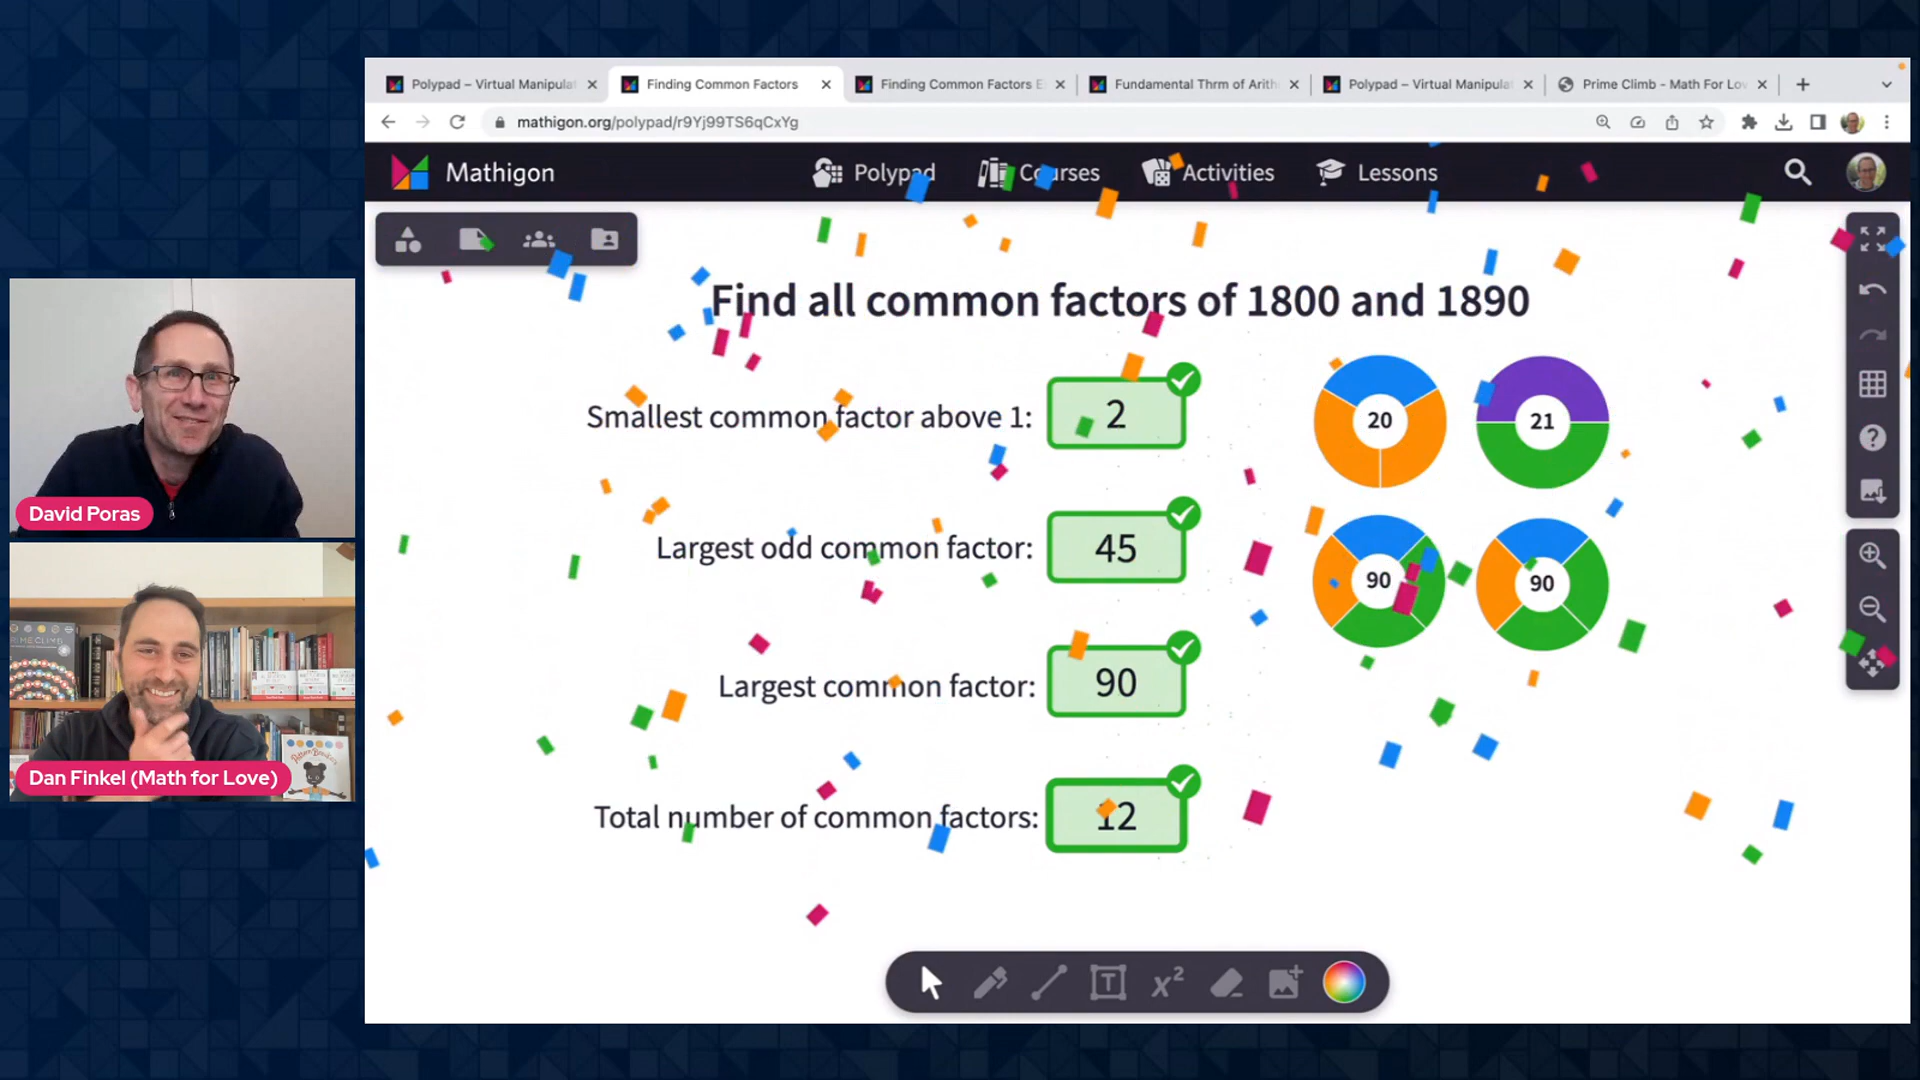 Polypad – Virtual Manipula
Finding Common Factors
Finding Common Factors E
Fundamental Thrm of Arith
Polypad – Virtual Manipula
Prime Climb - Math For Lov
mathigon.org/polypad/r9Yj99TS6qCxYg
Mathigon
Polypad
Courses
Activities
Lessons
Find all common factors of 1800 and 1890
Smallest common factor above 1:
2
20
21
Largest odd common factor:
45
90
90
Largest common factor:
90
Total number of common factors:
12
David Poras
Dan Finkel (Math for Love)
T
x²